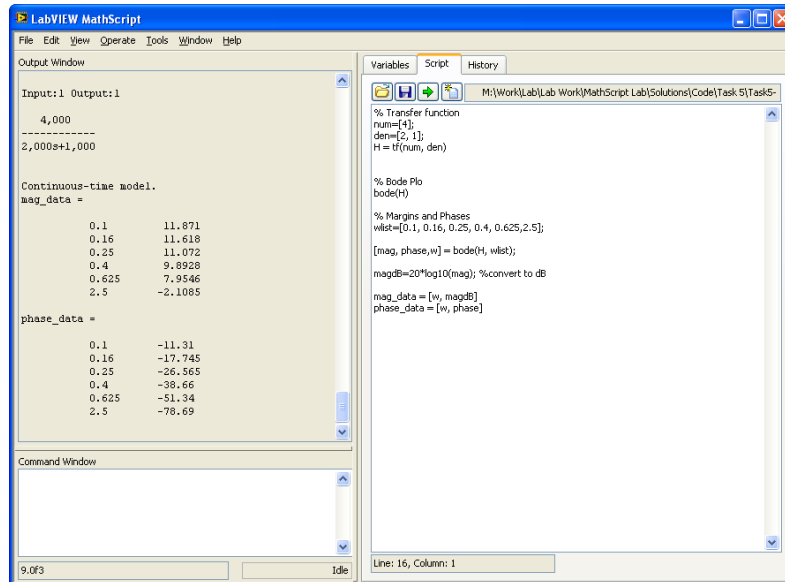 LabVIEW MathScript
File Edit View Operate Tools Window Help
Output Window
Input:1 Output:1
4,000
------------
2,000s+1,000
Continuous-time model.
mag_data =
0.1 11.871
0.16 11.618
0.25 11.072
0.4 9.8928
0.625 7.9546
2.5 -2.1085
phase_data =
0.1 -11.31
0.16 -17.745
0.25 -26.565
0.4 -38.66
0.625 -51.34
2.5 -78.69
Command Window
9.0f3 Idle
Variables Script History
M:\Work\Lab\Lab Work\MathScript Lab\Solutions\Code\Task 5\Task5-
% Transfer function
num=[4];
den=[2, 1];
H = tf(num, den)
% Bode Plo
bode(H)
% Margins and Phases
wlist=[0.1, 0.16, 0.25, 0.4, 0.625,2.5];
[mag, phase,w] = bode(H, wlist);
magdB=20*log10(mag); %convert to dB
mag_data = [w, magdB]
phase_data = [w, phase]
Line: 16, Column: 1